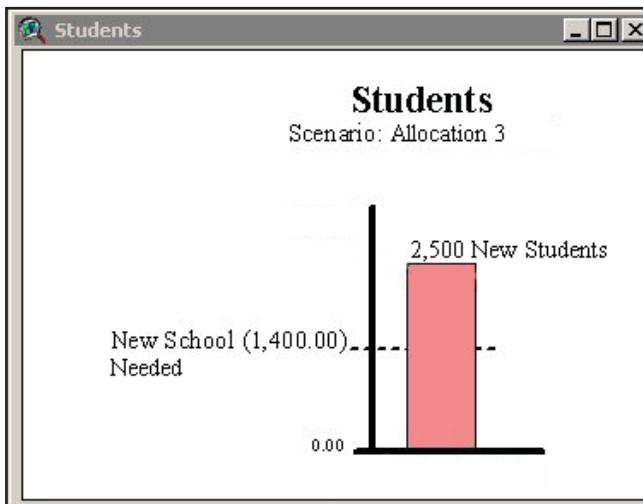 Students
Students
Scenario: Allocation 3
2,500 New Students
New School (1,400.00)
Needed
0.00